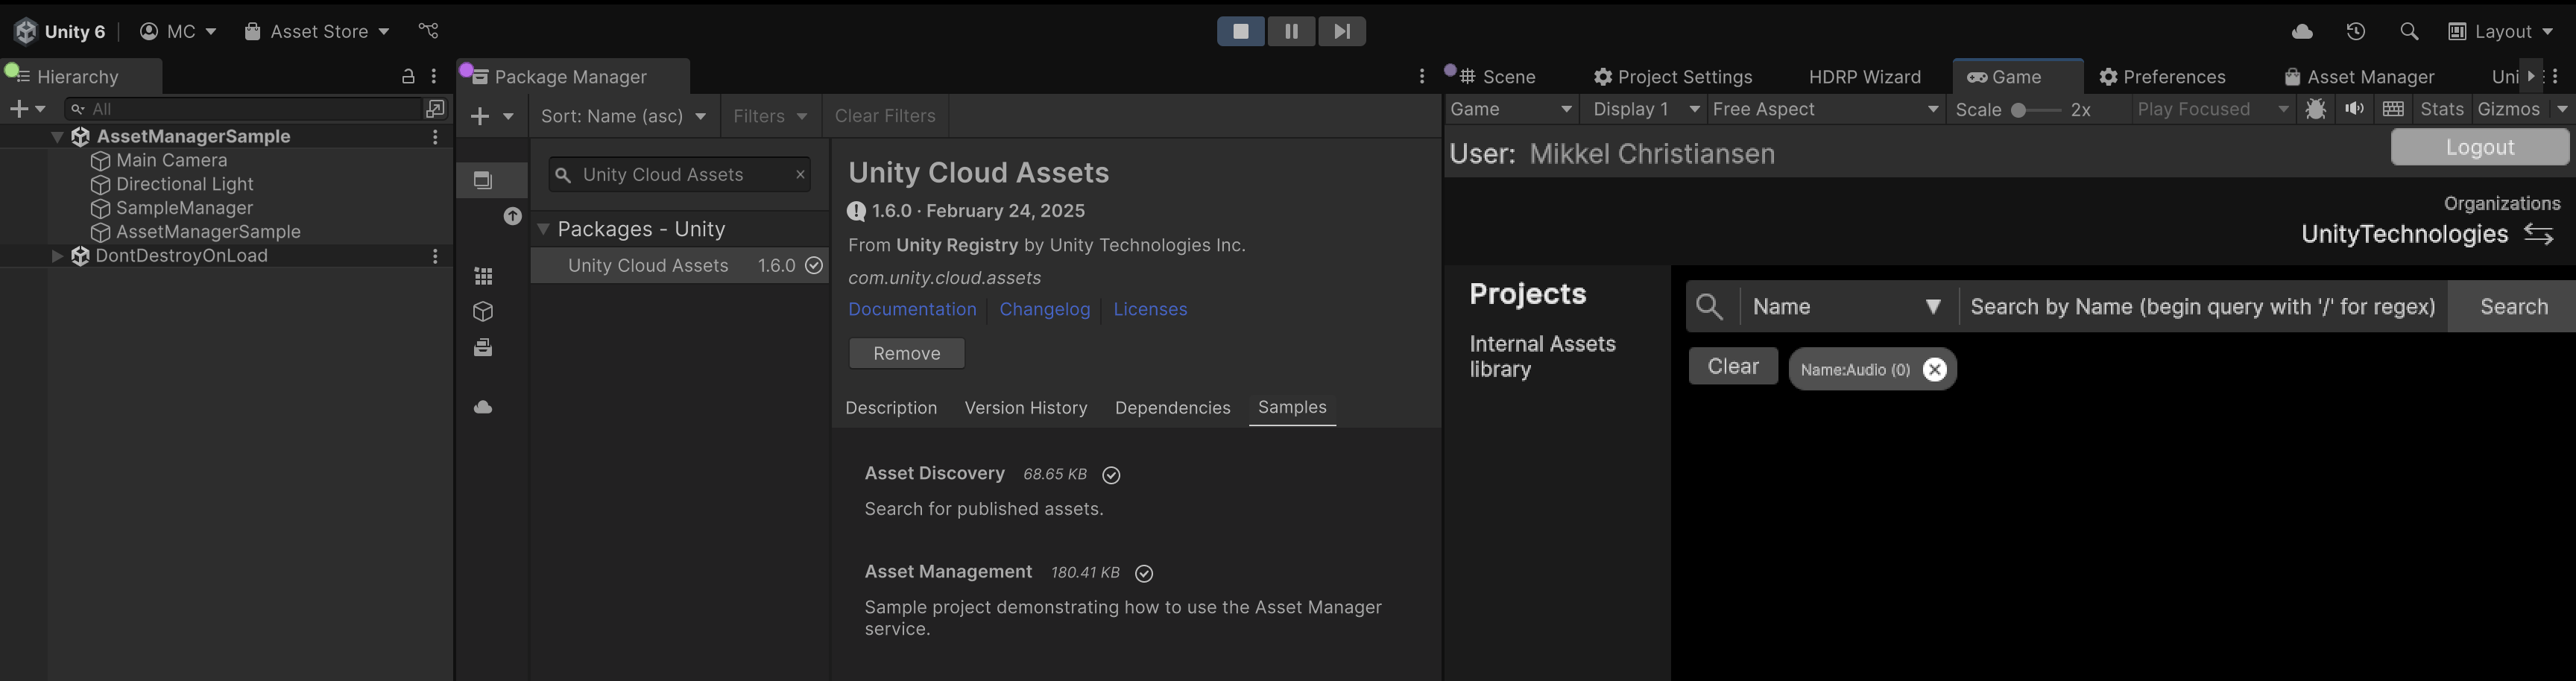 Unity 6
MC
Asset Store
Layout
Hierarchy
All
AssetManagerSample
Main Camera
Directional Light
SampleManager
AssetManagerSample
DontDestroyOnLoad
Package Manager
Sort: Name (asc)
Filters
Clear Filters
Unity Cloud Assets
Packages - Unity
Unity Cloud Assets 1.6.0
Unity Cloud Assets
1.6.0 · February 24, 2025
From Unity Registry by Unity Technologies Inc.
com.unity.cloud.assets
Documentation
Changelog
Licenses
Remove
Description
Version History
Dependencies
Samples
Asset Discovery 68.65 KB
Search for published assets.
Asset Management 180.41 KB
Sample project demonstrating how to use the Asset Manager
service.
Scene
Project Settings
HDRP Wizard
Game
Preferences
Asset Manager
Uni
Game
Display 1
Free Aspect
Scale 2x
Play Focused
Stats
Gizmos
User: Mikkel Christiansen
Logout
Organizations
UnityTechnologies
Projects
Internal Assets
library
Name
Search by Name (begin query with '/' for regex)
Search
Clear
Name:Audio (0)